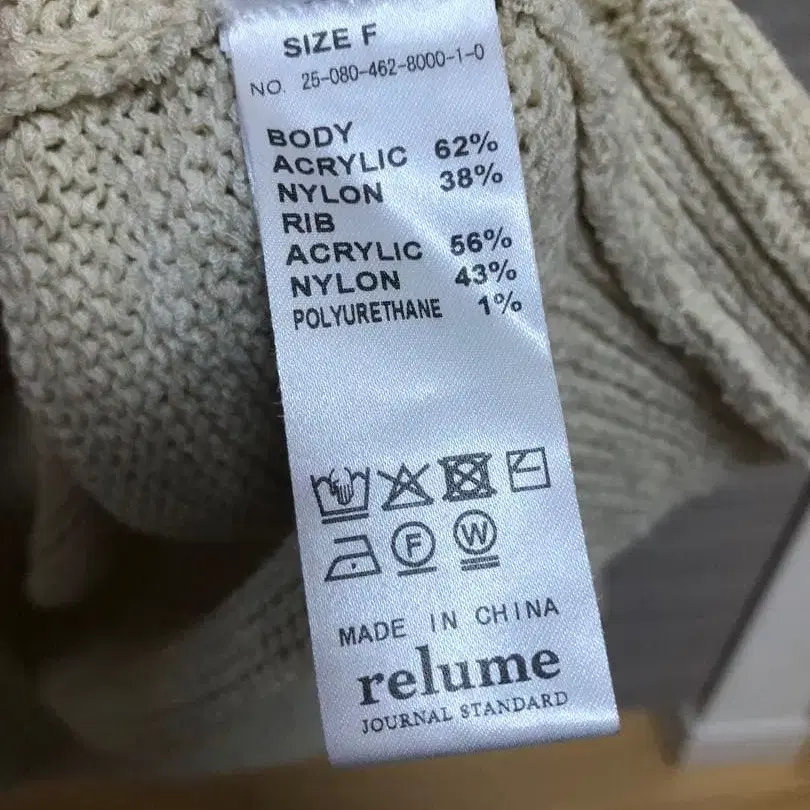 SIZE F
NO. 25-080-462-8000-1-0
BODY
ACRYLIC 62%
NYLON 38%
RIB
ACRYLIC 56%
NYLON 43%
POLYURETHANE 1%
F W
MADE IN CHINA
relume
JOURNAL STANDARD